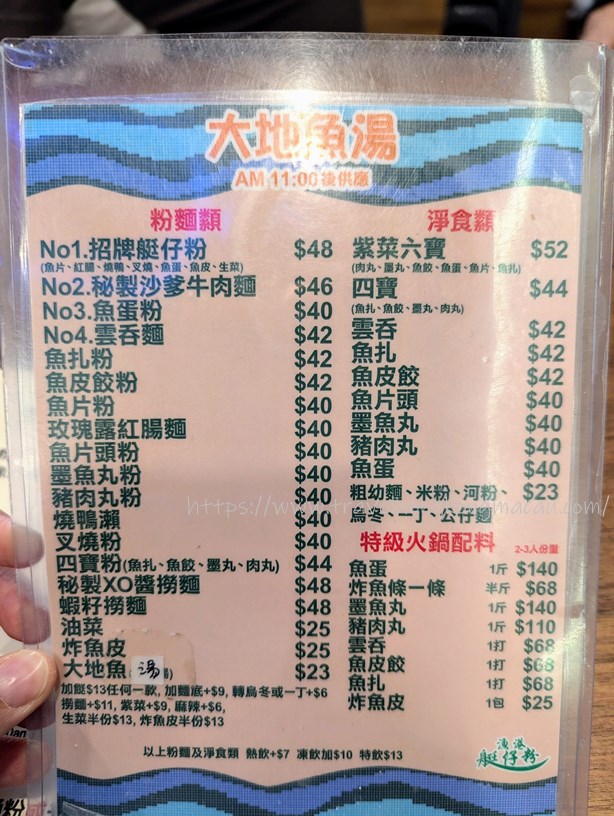 大地魚湯
AM 11:00後供應
粉麵類
No1.招牌艇仔粉 $48
(魚片、紅腸、燒鴨、叉燒、魚蛋、魚皮、生菜)
No2.秘製沙爹牛肉麵 $46
No3.魚蛋粉 $40
No4.雲吞麵 $42
魚扎粉 $42
魚皮餃粉 $42
魚片粉 $40
玫瑰露紅腸麵 $40
魚片頭粉 $40
墨魚丸粉 $40
豬肉丸粉 $40
燒鴨瀨 $40
叉燒粉 $40
四寶粉(魚扎、魚餃、墨丸、肉丸) $44
秘製XO醬撈麵 $48
蝦籽撈麵 $48
油菜 $25
炸魚皮 $25
大地魚湯 $23
加餸$13任何一款, 加麵底+$9, 轉烏冬或一丁+$6
撈麵+$11, 紫菜+$9, 麻辣+$6,
生菜半份$13, 炸魚皮半份$13
淨食類
紫菜六寶 $52
(肉丸、墨丸、魚餃、魚蛋、魚片、魚扎)
四寶 $44
(魚扎、魚餃、墨丸、肉丸)
雲吞 $42
魚扎 $42
魚皮餃 $42
魚片頭 $40
墨魚丸 $40
豬肉丸 $40
魚蛋 $40
粗幼麵、米粉、河粉、 $23
烏冬、一丁、公仔麵
特級火鍋配料 2-3人份量
魚蛋 1斤 $140
炸魚條一條 半斤 $68
墨魚丸 1斤 $140
豬肉丸 1斤 $110
雲吞 1打 $68
魚皮餃 1打 $68
魚扎 1打 $68
炸魚皮 1包 $25
以上粉麵及淨食類 熱飲+$7 凍飲加$10 特飲$13
漁港
艇仔粉